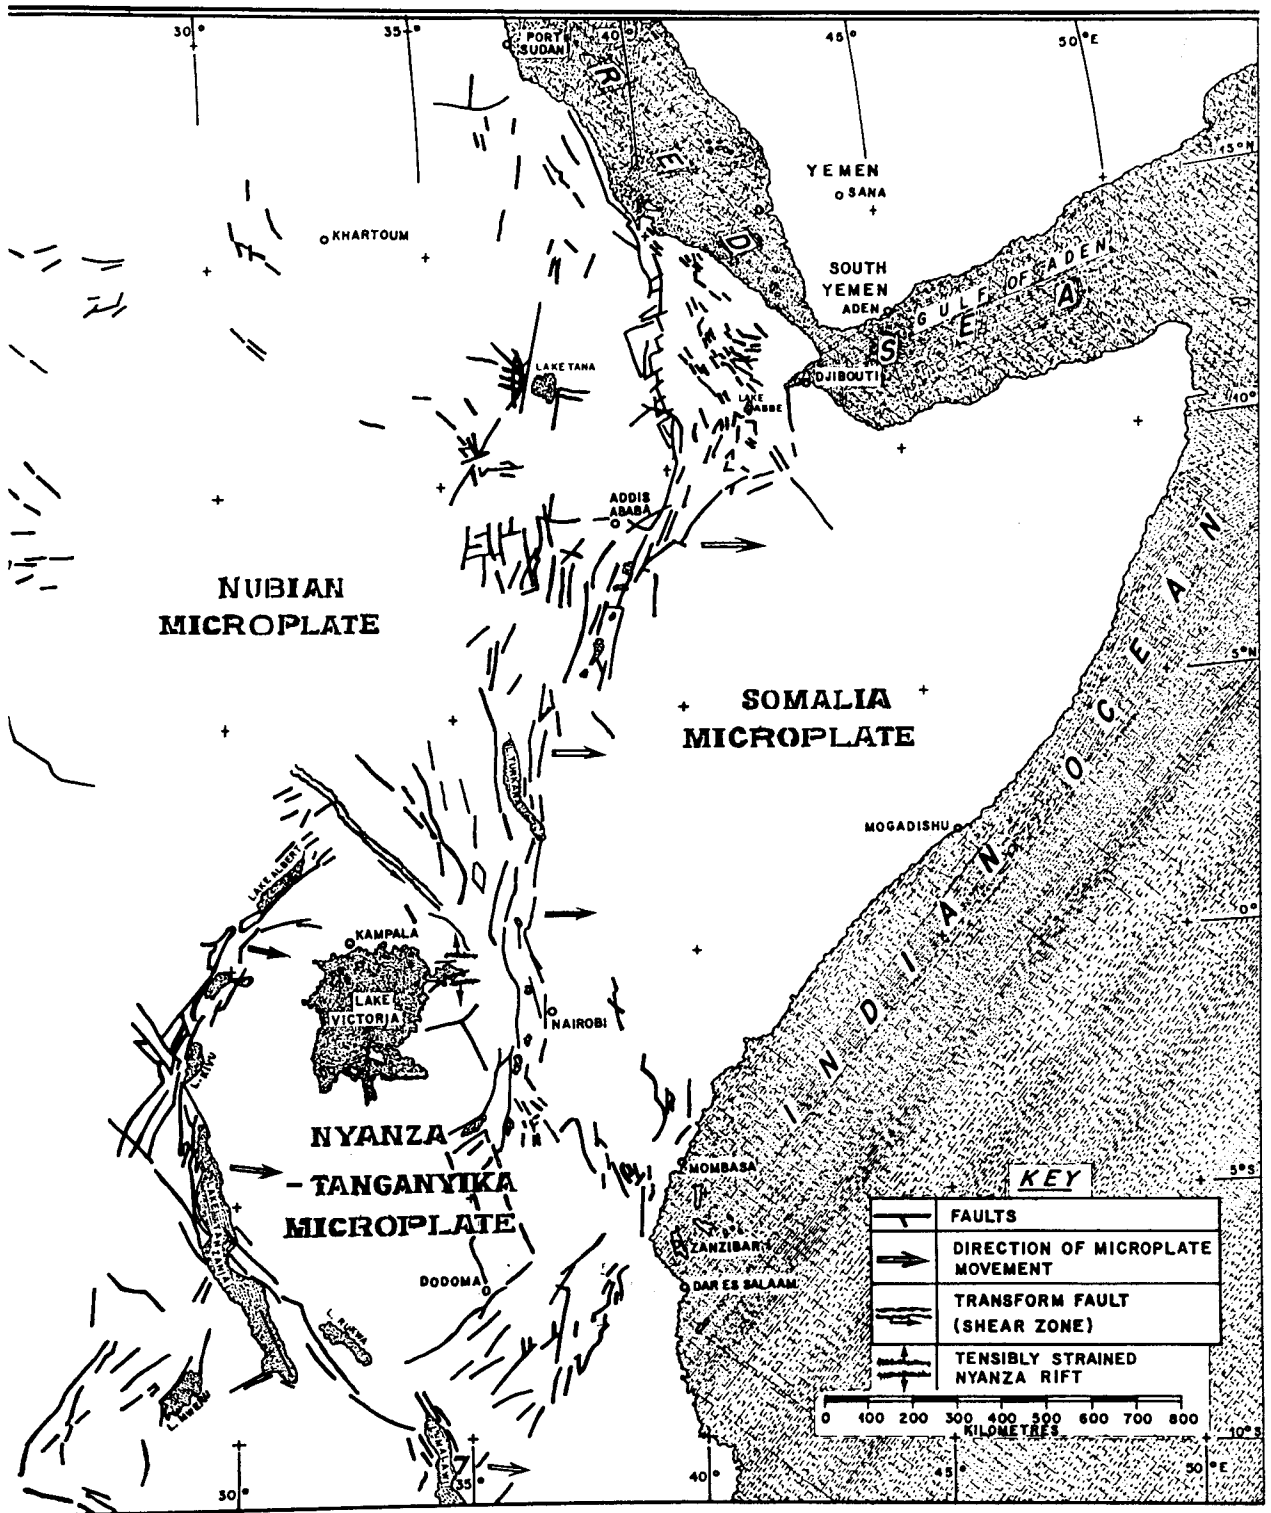 30°
35°
40°
45°
50°E
PORT
SUDAN
R
E
D
S
E
A
15°N
YEMEN
SANA
KHARTOUM
SOUTH
YEMEN
ADEN
GULF OF ADEN
LAKE TANA
DJIBOUTI
LAKE
ABBE
10°
ADDIS
ABABA
NUBIAN
MICROPLATE
5°N
SOMALIA
MICROPLATE
L. TURKANA
MOGADISHU
INDIAN OCEAN
LAKE ALBERT
0°
KAMPALA
LAKE
VICTORIA
NAIROBI
L. KIVU
NYANZA
-TANGANYIKA
MICROPLATE
MOMBASA
5°S
ZANZIBAR
DODOMA
DAR ES SALAAM
L. RUKWA
L. MWERU
KEY
FAULTS
DIRECTION OF MICROPLATE
MOVEMENT
TRANSFORM FAULT
(SHEAR ZONE)
TENSIBLY STRAINED
NYANZA RIFT
0 100 200 300 400 500 600 700 800
KILOMETRES
10°S
30°
35°
40°
45°
50°E